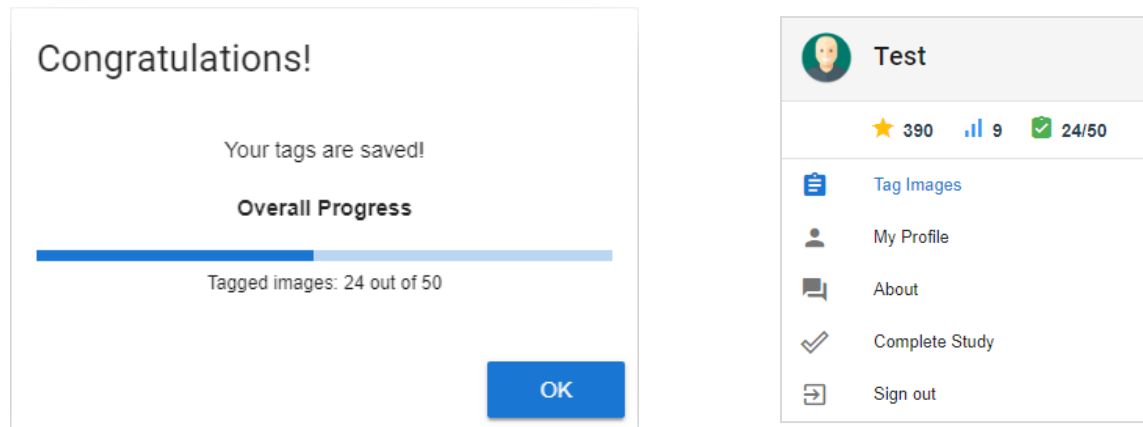 Congratulations!
Your tags are saved!
Overall Progress
Tagged images: 24 out of 50
OK
Test
390 9 24/50
Tag Images
My Profile
About
Complete Study
Sign out